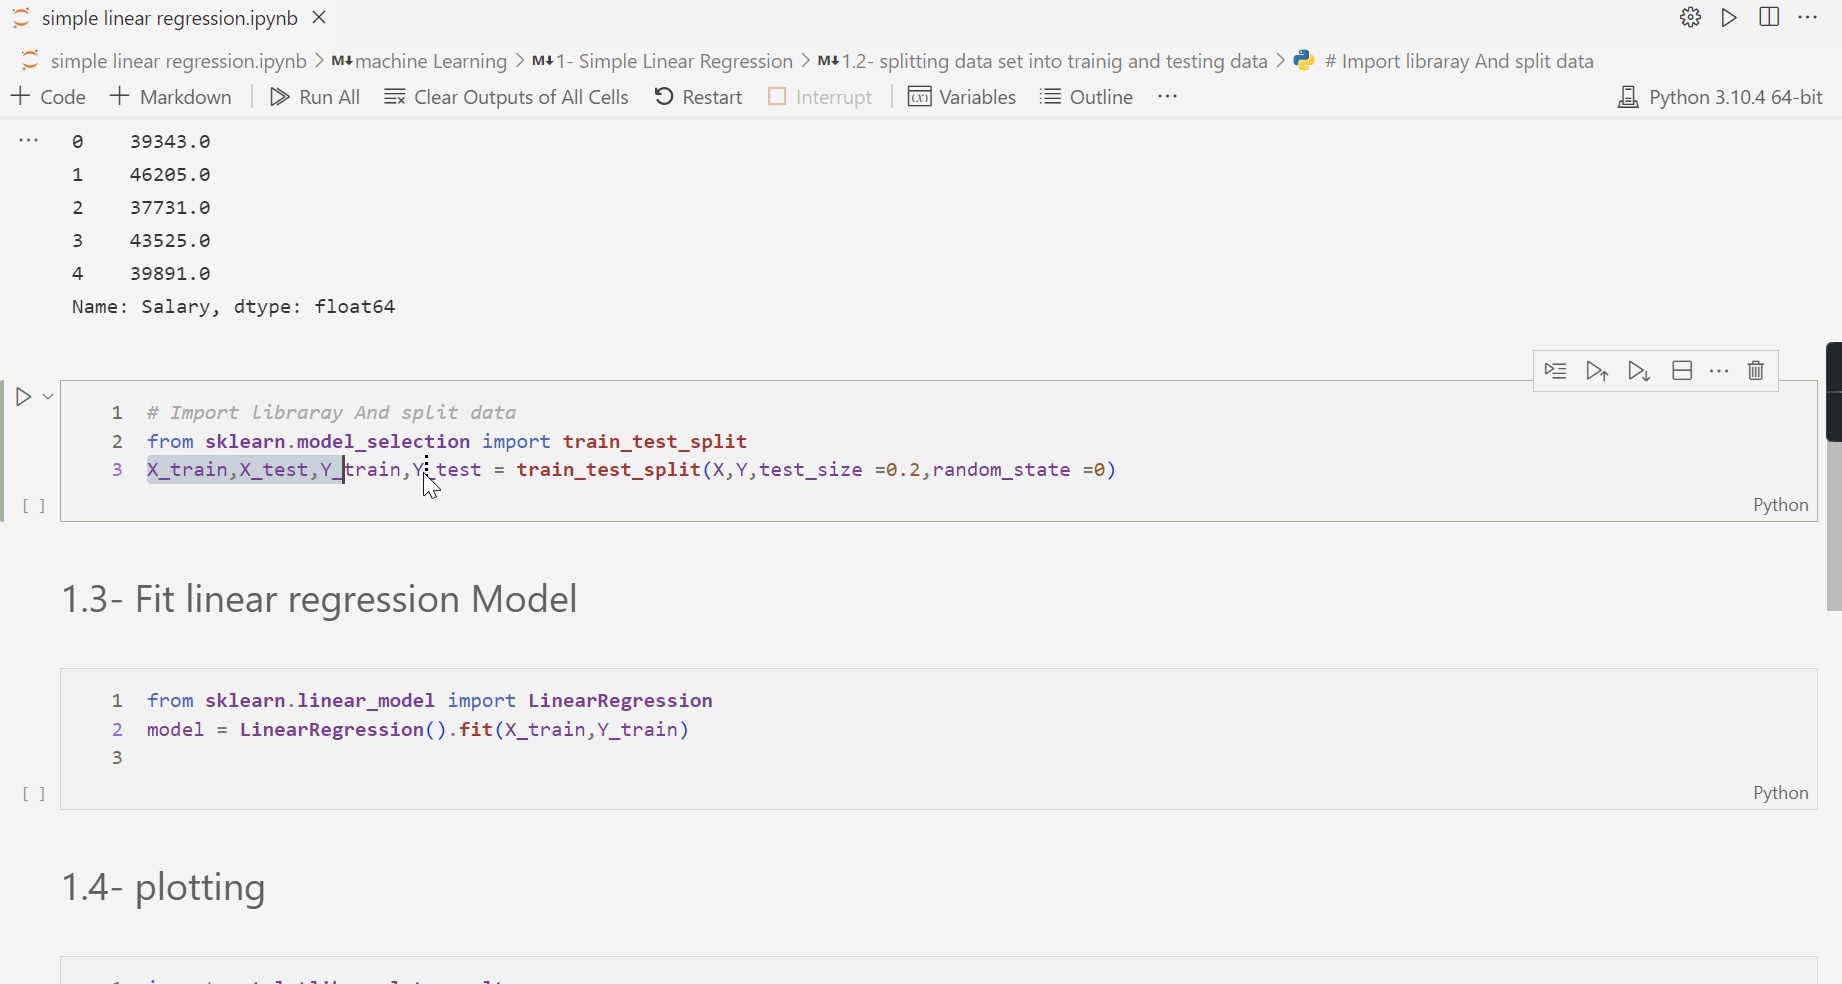 simple linear regression.ipynb
simple linear regression.ipynb > M↓ machine Learning > M↓ 1- Simple Linear Regression > M↓ 1.2- splitting data set into trainig and testing data > # Import libraray And split data
+ Code + Markdown Run All Clear Outputs of All Cells Restart Interrupt Variables Outline ... Python 3.10.4 64-bit
... 0 39343.0
1 46205.0
2 37731.0
3 43525.0
4 39891.0
Name: Salary, dtype: float64
1 # Import libraray And split data
2 from sklearn.model_selection import train_test_split
3 X_train,X_test,Y_train,Y_test = train_test_split(X,Y,test_size =0.2,random_state =0)
[ ] Python
1.3- Fit linear regression Model
1 from sklearn.linear_model import LinearRegression
2 model = LinearRegression().fit(X_train,Y_train)
3
[ ] Python
1.4- plotting